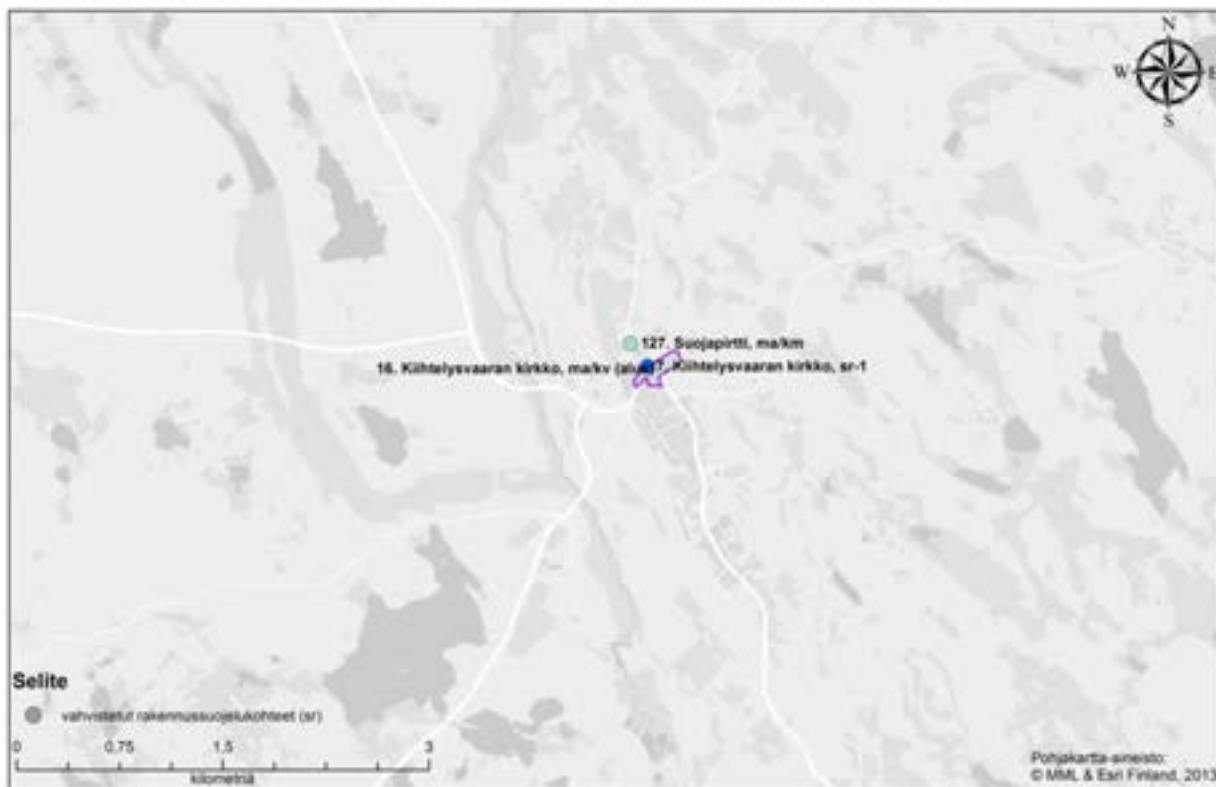 N
W E
S
127. Suojapirtti, ma/km
16. Kiihtelysvaaran kirkko, ma/kv
7. Kiihtelysvaaran kirkko, sr-1
Selite
vahvistetut rakennussuojelukohteet (sr)
0 0,75 1,5 3
kilometriä
Pohjakartta-aineisto:
© MML & Esri Finland, 2013